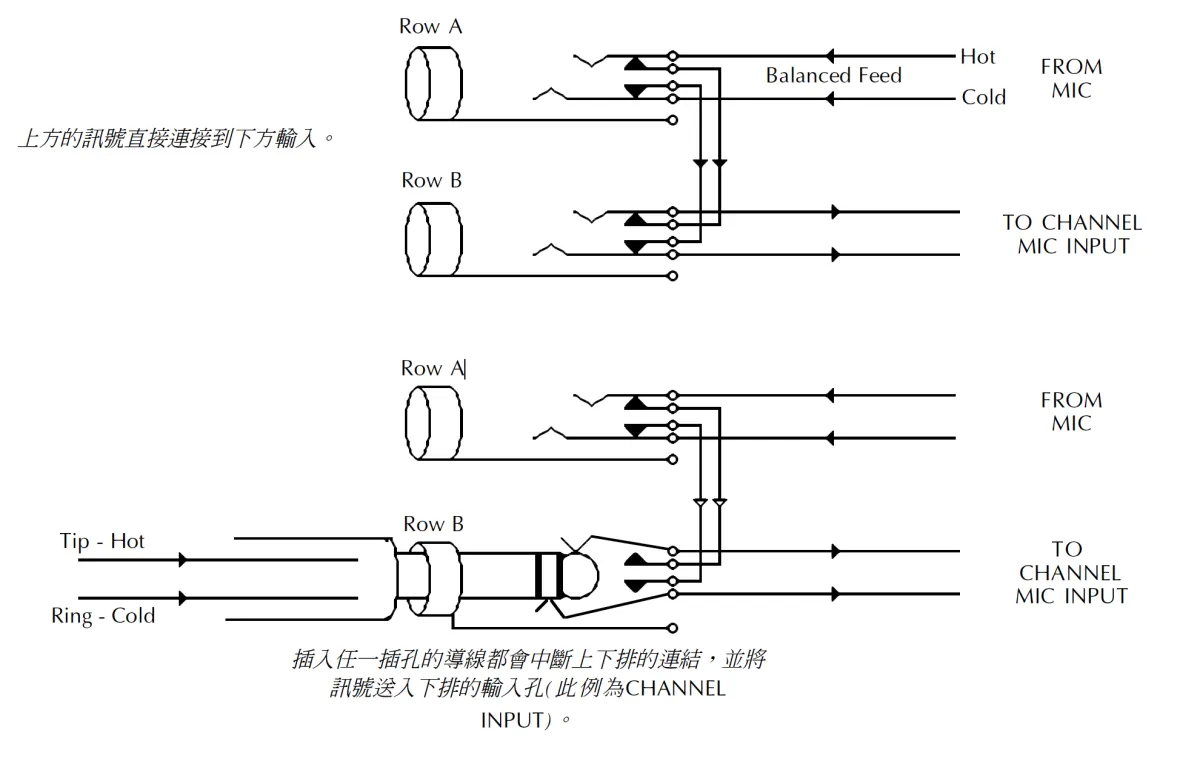 Row A
Hot
Balanced Feed
Cold
FROM
MIC
上方的訊號直接連接到下方輸入。
Row B
TO CHANNEL
MIC INPUT
Row A
FROM
MIC
Row B
Tip - Hot
Ring - Cold
TO
CHANNEL
MIC INPUT
插入任一插孔的導線都會中斷上下排的連結，並將
訊號送入下排的輸入孔(此例為CHANNEL
INPUT)。